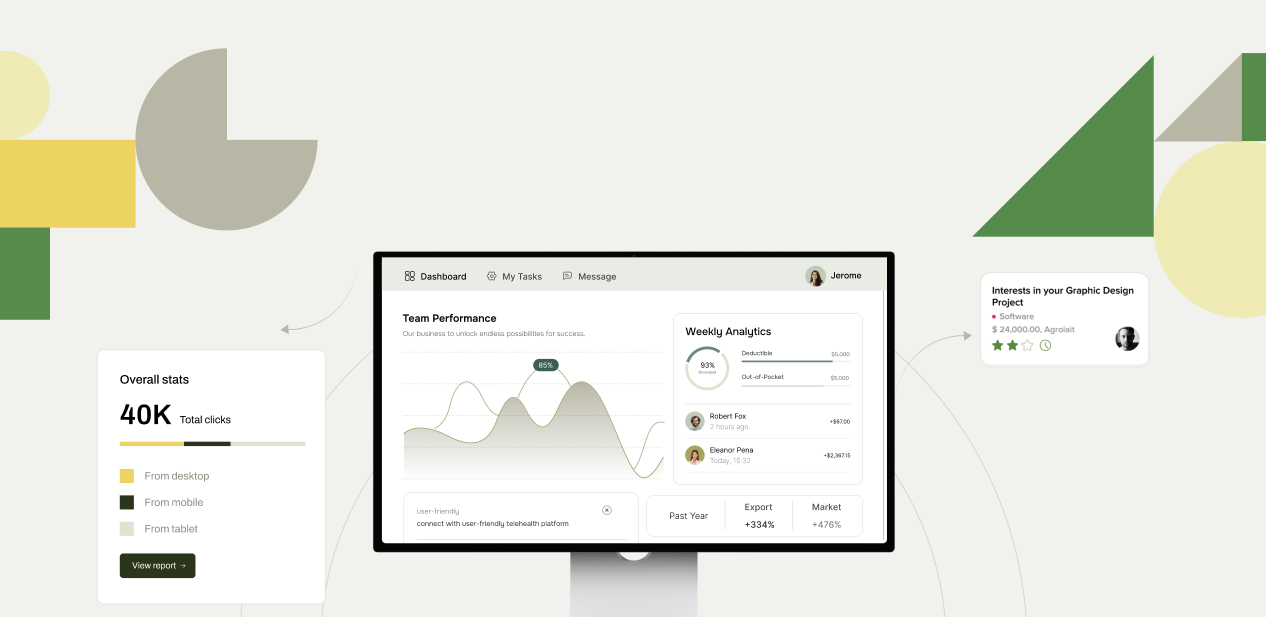 Dashboard
My Tasks
Message
Jerome
Team Performance
Our business to unlock endless possibilities for success.
85%
Weekly Analytics
93%
Deductible
$5,000
Out-of-Pocket
$5,000
Robert Fox
2 hours ago
+$67.00
Eleanor Pena
Today, 15:32
+$2,367.15
user-friendly
connect with user-friendly telehealth platform
Past Year
Export
+334%
Market
+476%
Overall stats
40K Total clicks
From desktop
From mobile
From tablet
View report →
Interests in your Graphic Design
Project
Software
$ 24,000.00, Agrolait